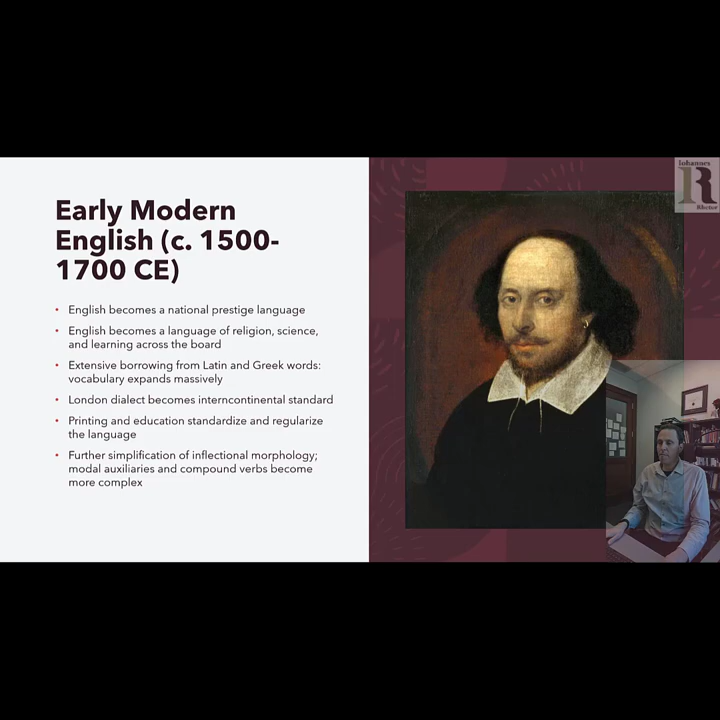 Iohannes
R
Rhetor
Early Modern
English (c. 1500-
1700 CE)
• English becomes a national prestige language
• English becomes a language of religion, science,
and learning across the board
• Extensive borrowing from Latin and Greek words:
vocabulary expands massively
• London dialect becomes interncontinental standard
• Printing and education standardize and regularize
the language
• Further simplification of inflectional morphology;
modal auxiliaries and compound verbs become
more complex